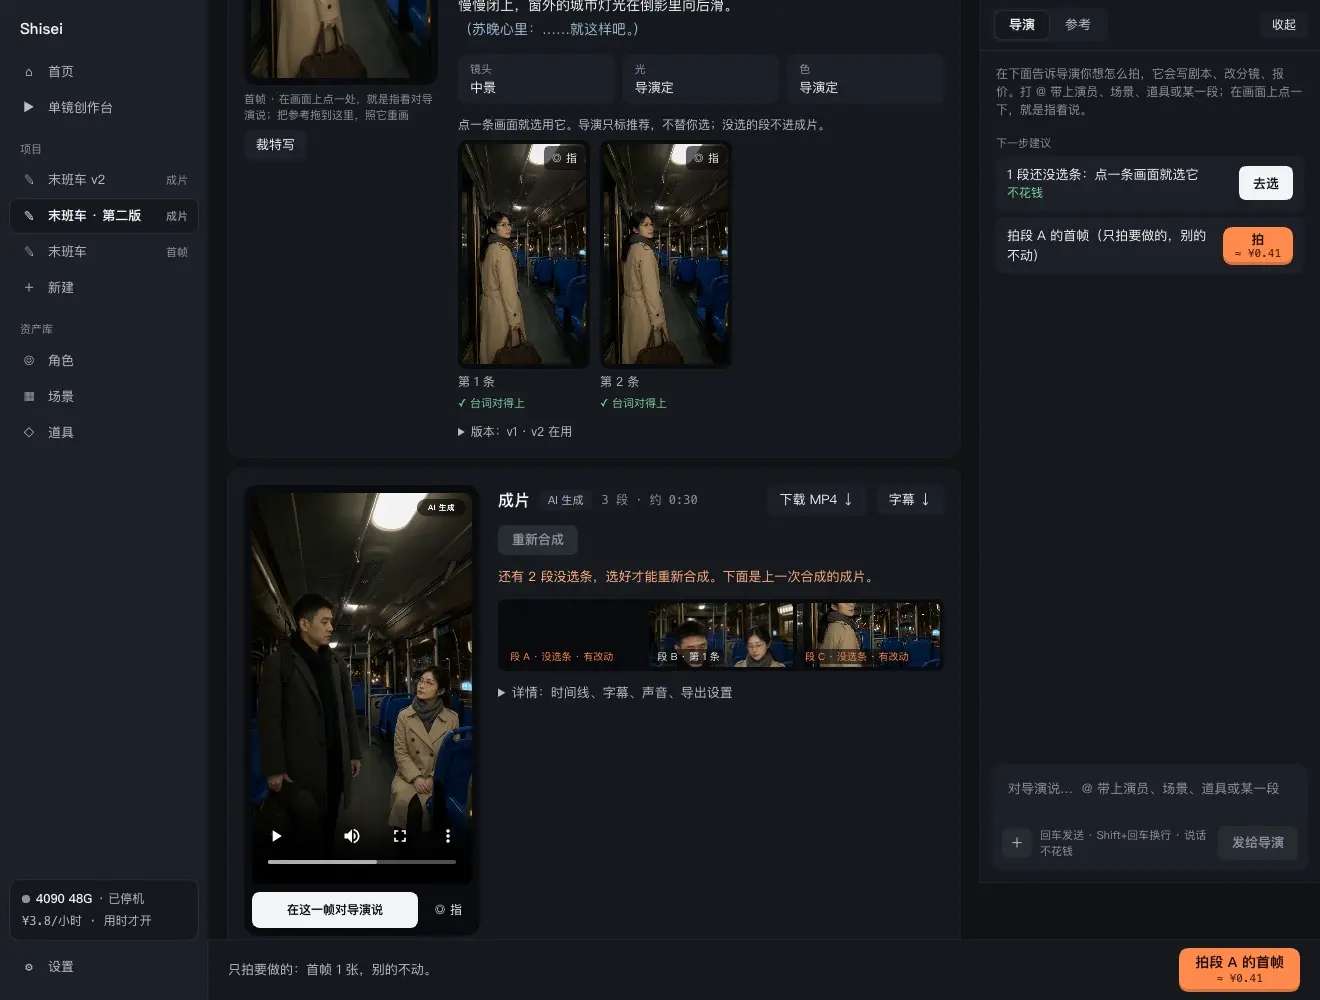 Shisei
首页
单镜创作台
项目
末班车 v2 成片
末班车 · 第二版 成片
末班车 首帧
新建
资产库
角色
场景
道具
4090 48G · 已停机
¥3.8/小时 · 用时才开
设置
首帧 · 在画面上点一处，就是指看对导
演说；把参考拖到这里，照它重画
裁特写
慢慢闭上，窗外的城市灯光在倒影里向后滑。
（苏晚心里：……就这样吧。）
镜头
中景
光
导演定
色
导演定
点一条画面就选用它。导演只标推荐，不替你选；没选的段不进成片。
◎ 指
◎ 指
第 1 条
✓ 台词对得上
第 2 条
✓ 台词对得上
▶ 版本：v1 · v2 在用
AI 生成
在这一帧对导演说
◎ 指
成片 AI 生成 3 段 · 约 0:30
下载 MP4 ↓
字幕 ↓
重新合成
还有 2 段没选条，选好才能重新合成。下面是上一次合成的成片。
段 A · 没选条 · 有改动
段 B · 第 1 条
段 C · 没选条 · 有改动
▶ 详情：时间线、字幕、声音、导出设置
只拍要做的：首帧 1 张，别的不动。
拍段 A 的首帧
≈ ¥0.41
导演 参考 收起
在下面告诉导演你想怎么拍，它会写剧本、改分镜、报
价。打 @ 带上演员、场景、道具或某一段；在画面上点一
下，就是指看说。
下一步建议
1 段还没选条：点一条画面就选它
不花钱
去选
拍段 A 的首帧（只拍要做的，别的
不动）
拍
≈ ¥0.41
对导演说… @ 带上演员、场景、道具或某一段
+
回车发送 · Shift+回车换行 · 说话
不花钱
发给导演